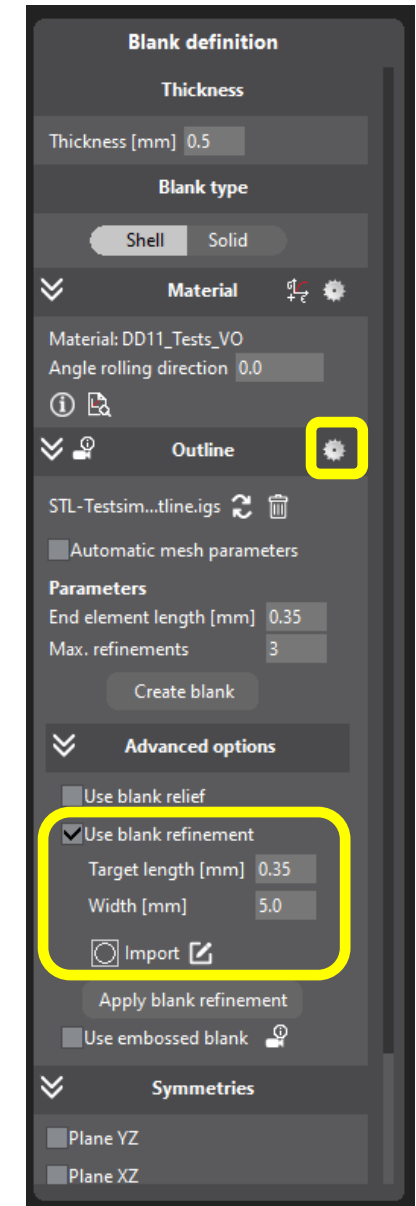 Blank definition
Thickness
Thickness [mm] 0.5
Blank type
Shell Solid
Material
Material: DD11_Tests_VO
Angle rolling direction 0.0
Outline
STL-Testsim...tline.igs
Automatic mesh parameters
Parameters
End element length [mm] 0.35
Max. refinements 3
Create blank
Advanced options
Use blank relief
Use blank refinement
Target length [mm] 0.35
Width [mm] 5.0
Import
Apply blank refinement
Use embossed blank
Symmetries
Plane YZ
Plane XZ